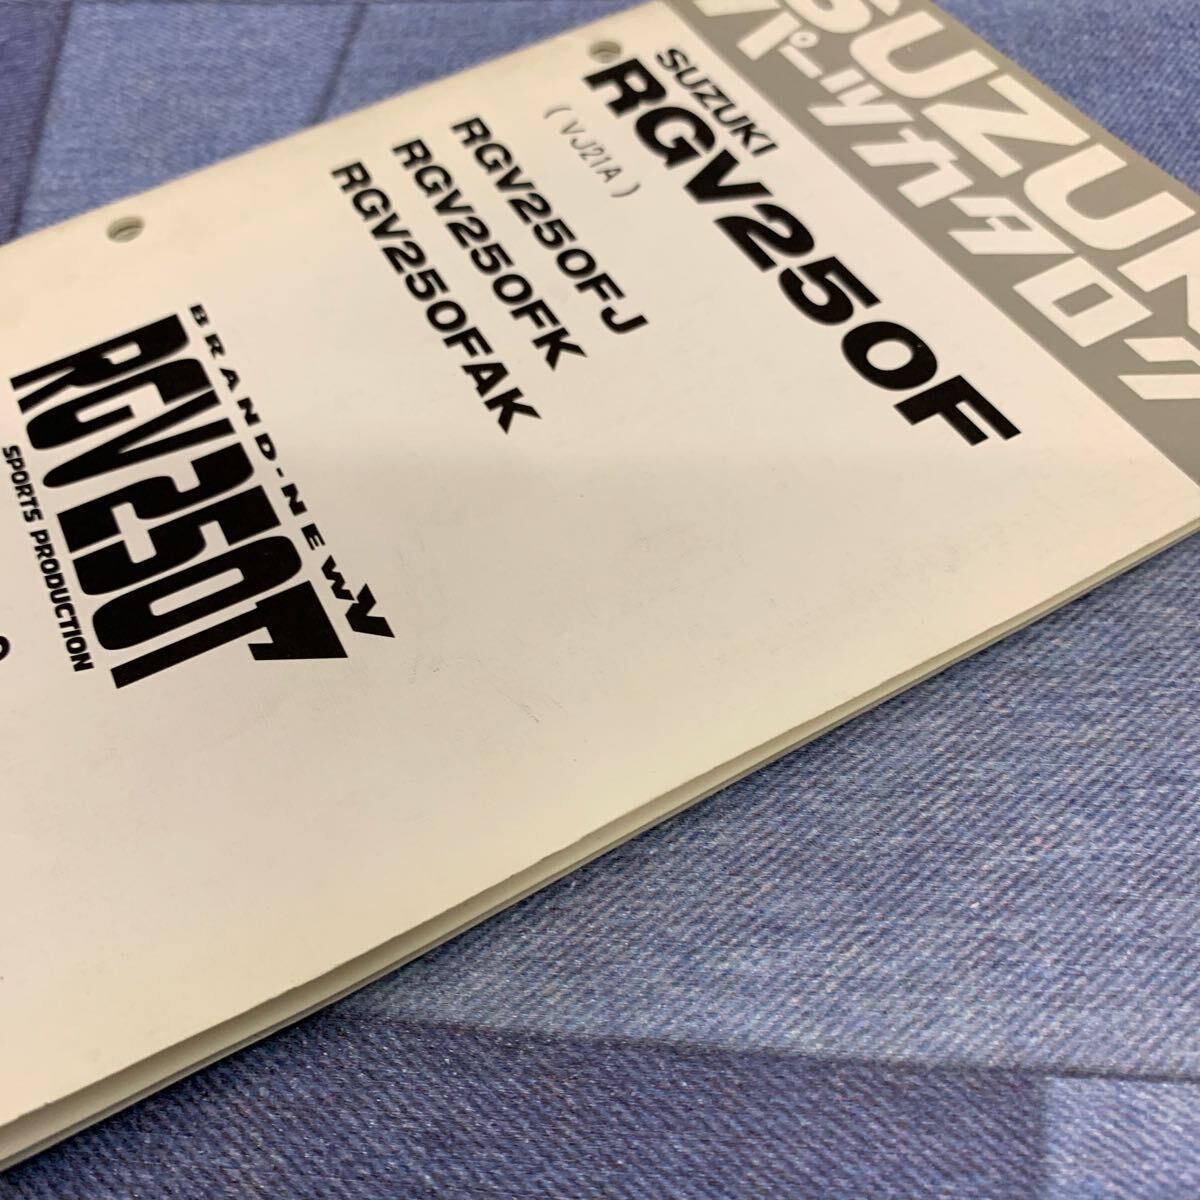 SUZUKI
パーツカタログ
SUZUKI
RGV250F
(VJ21A)
RGV250FJ
RGV250FK
RGV250FAK
BRAND-NEW V
RGV250Γ
SPORTS PRODUCTION